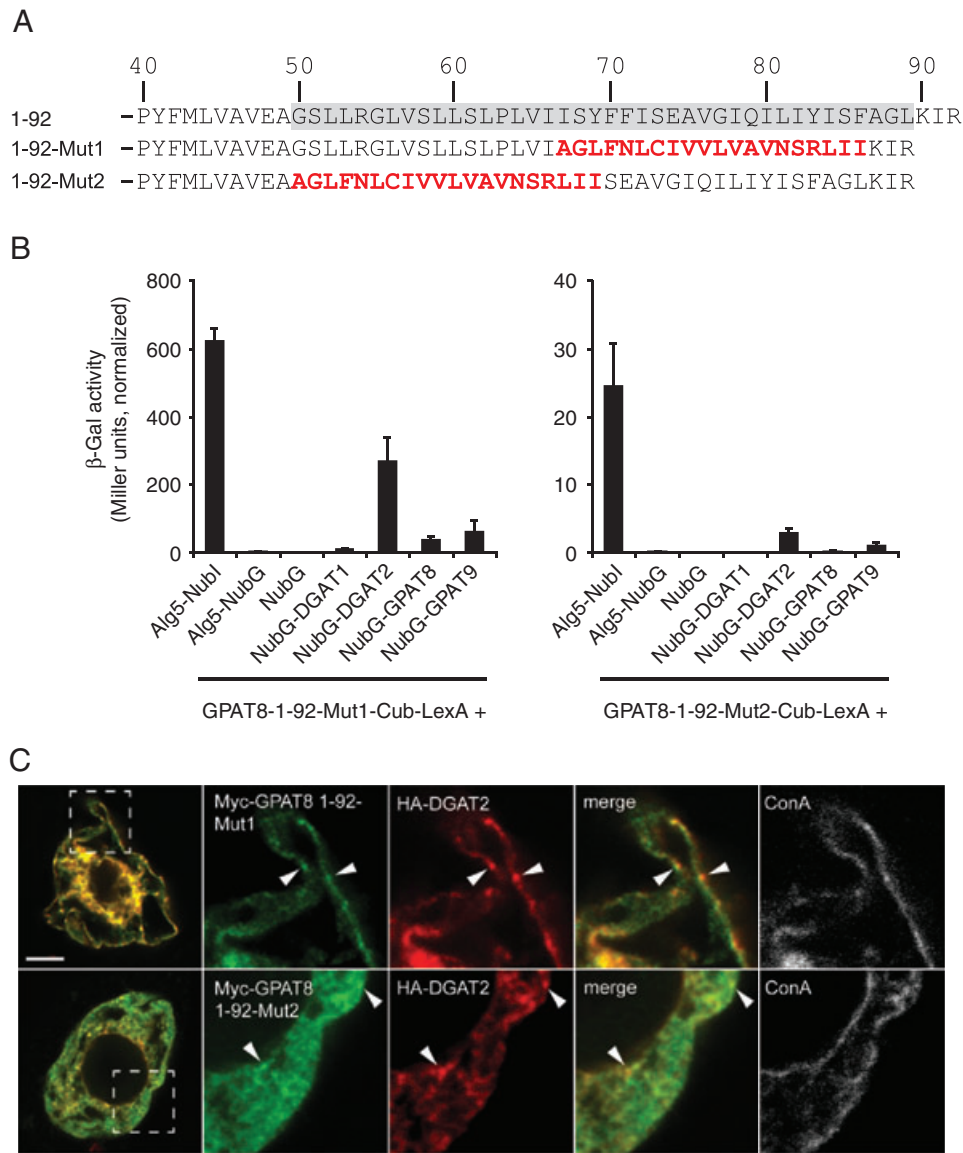 A
40 50 60 70 80 90
1-92 –PYFMLVAVEAGSLLRGLVSLLSLPLVIISYFFISEAVGIQILIYISFAGLKIR
1-92-Mut1 –PYFMLVAVEAGSLLRGLVSLLSLPLVIAGLFNLCIVVLVAVNSRLIIKIR
1-92-Mut2 –PYFMLVAVEAAGLFNLCIVVLVAVNSRLIISEAVGIQILIYISFAGLKIR
B
β-Gal activity
(Miller units, normalized)
800
600
400
200
0
Alg5-NubI
Alg5-NubG
NubG
NubG-DGAT1
NubG-DGAT2
NubG-GPAT8
NubG-GPAT9
GPAT8-1-92-Mut1-Cub-LexA +
40
30
20
10
0
Alg5-NubI
Alg5-NubG
NubG
NubG-DGAT1
NubG-DGAT2
NubG-GPAT8
NubG-GPAT9
GPAT8-1-92-Mut2-Cub-LexA +
C
Myc-GPAT8 1-92-
Mut1
HA-DGAT2
merge
ConA
Myc-GPAT8
1-92-Mut2
HA-DGAT2
merge
ConA